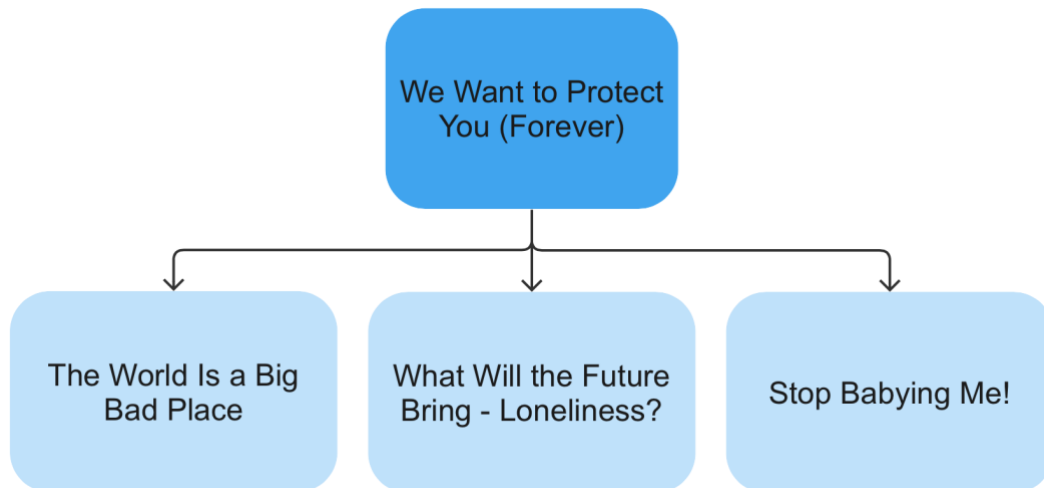 We Want to Protect
You (Forever)
The World Is a Big
Bad Place
What Will the Future
Bring - Loneliness?
Stop Babying Me!